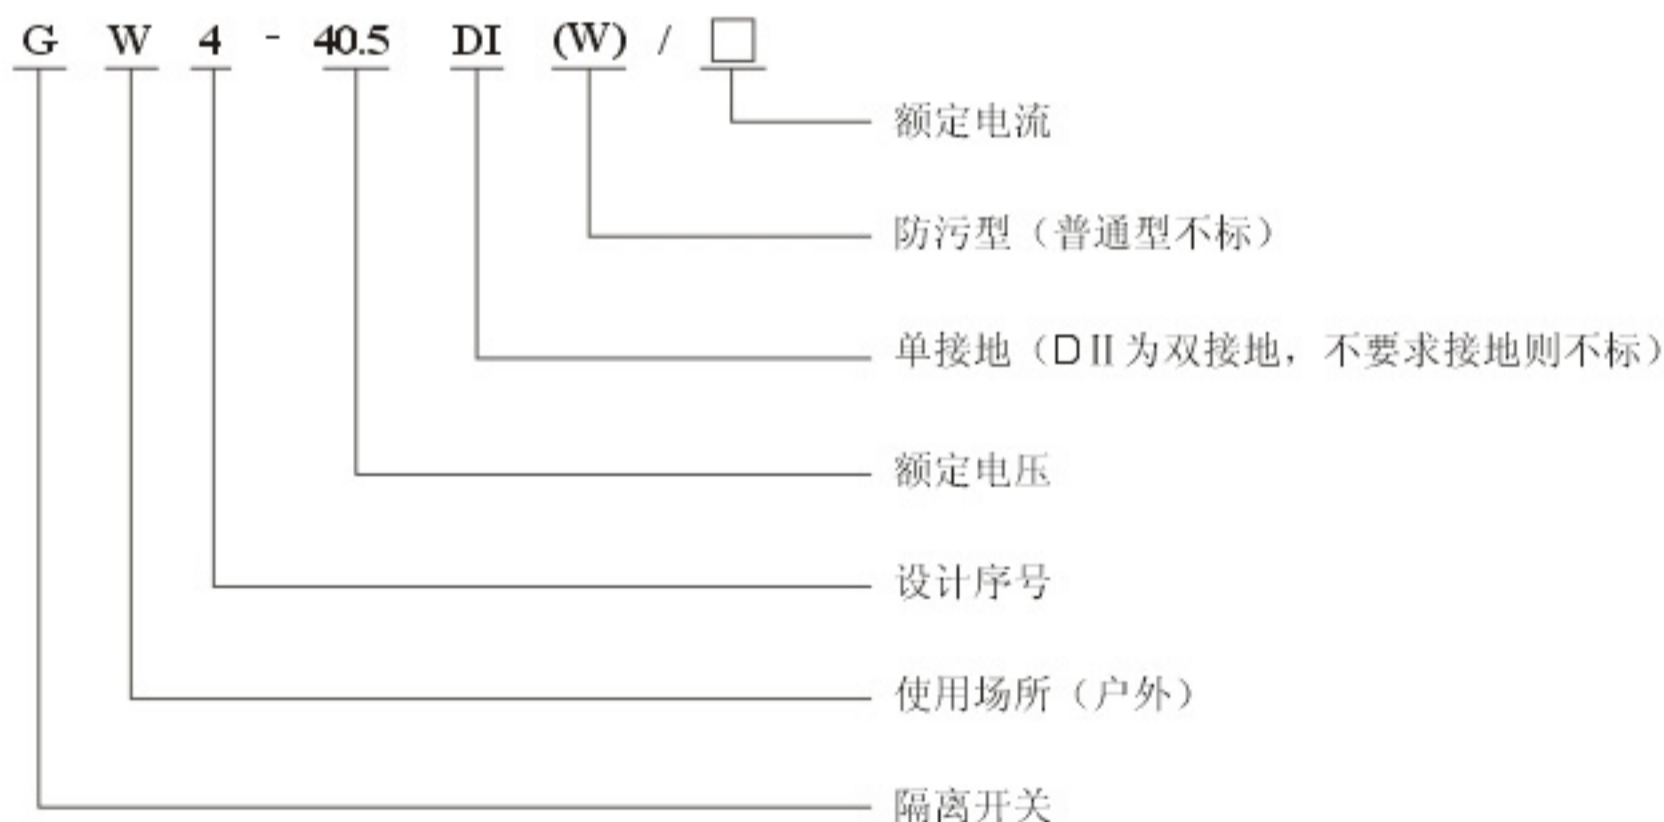 G W 4 - 40.5 DI (W) / □
额定电流
防污型（普通型不标）
单接地（DⅡ为双接地，不要求接地则不标）
额定电压
设计序号
使用场所（户外）
隔离开关